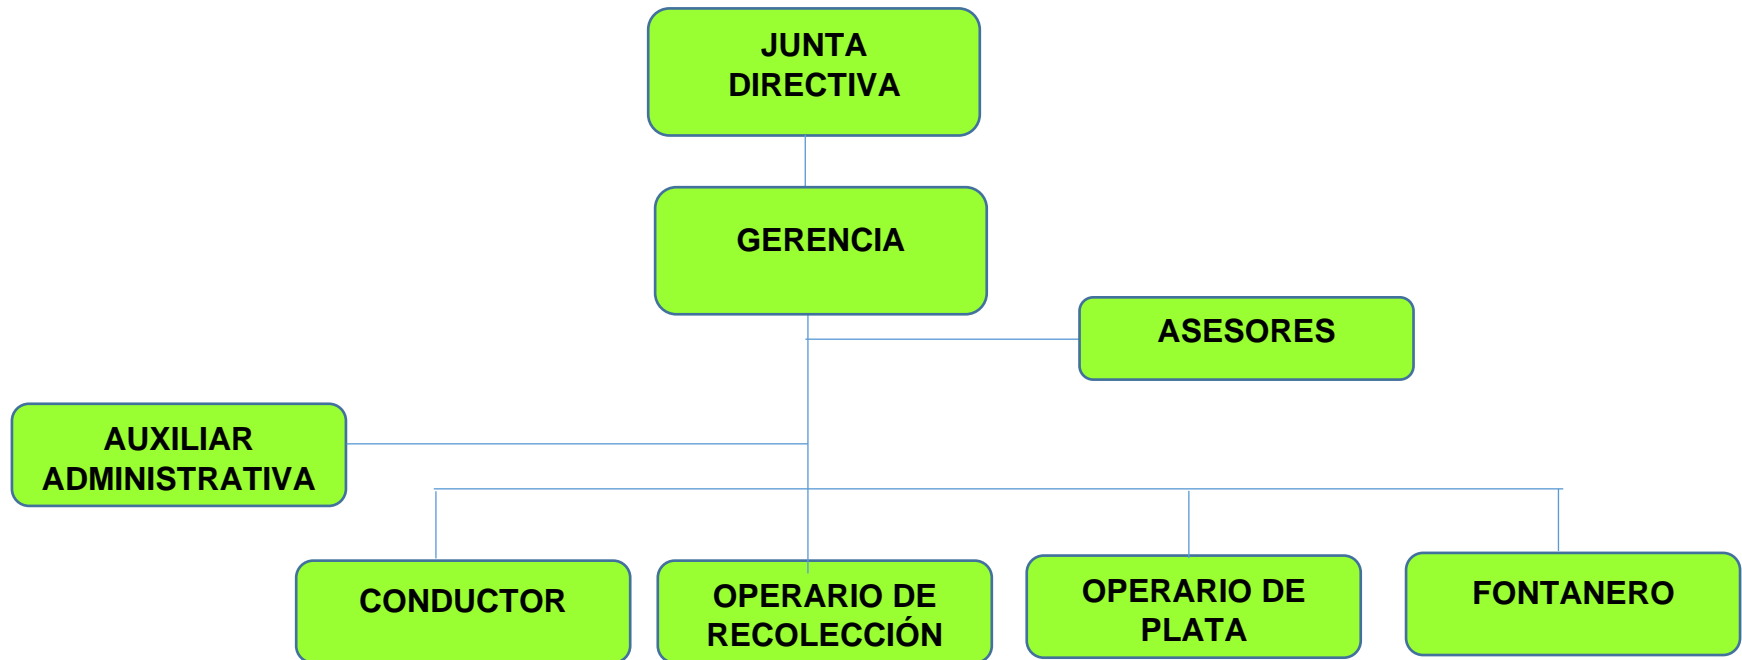 JUNTA
DIRECTIVA
GERENCIA
ASESORES
AUXILIAR
ADMINISTRATIVA
CONDUCTOR
OPERARIO DE
RECOLECCIÓN
OPERARIO DE
PLATA
FONTANERO